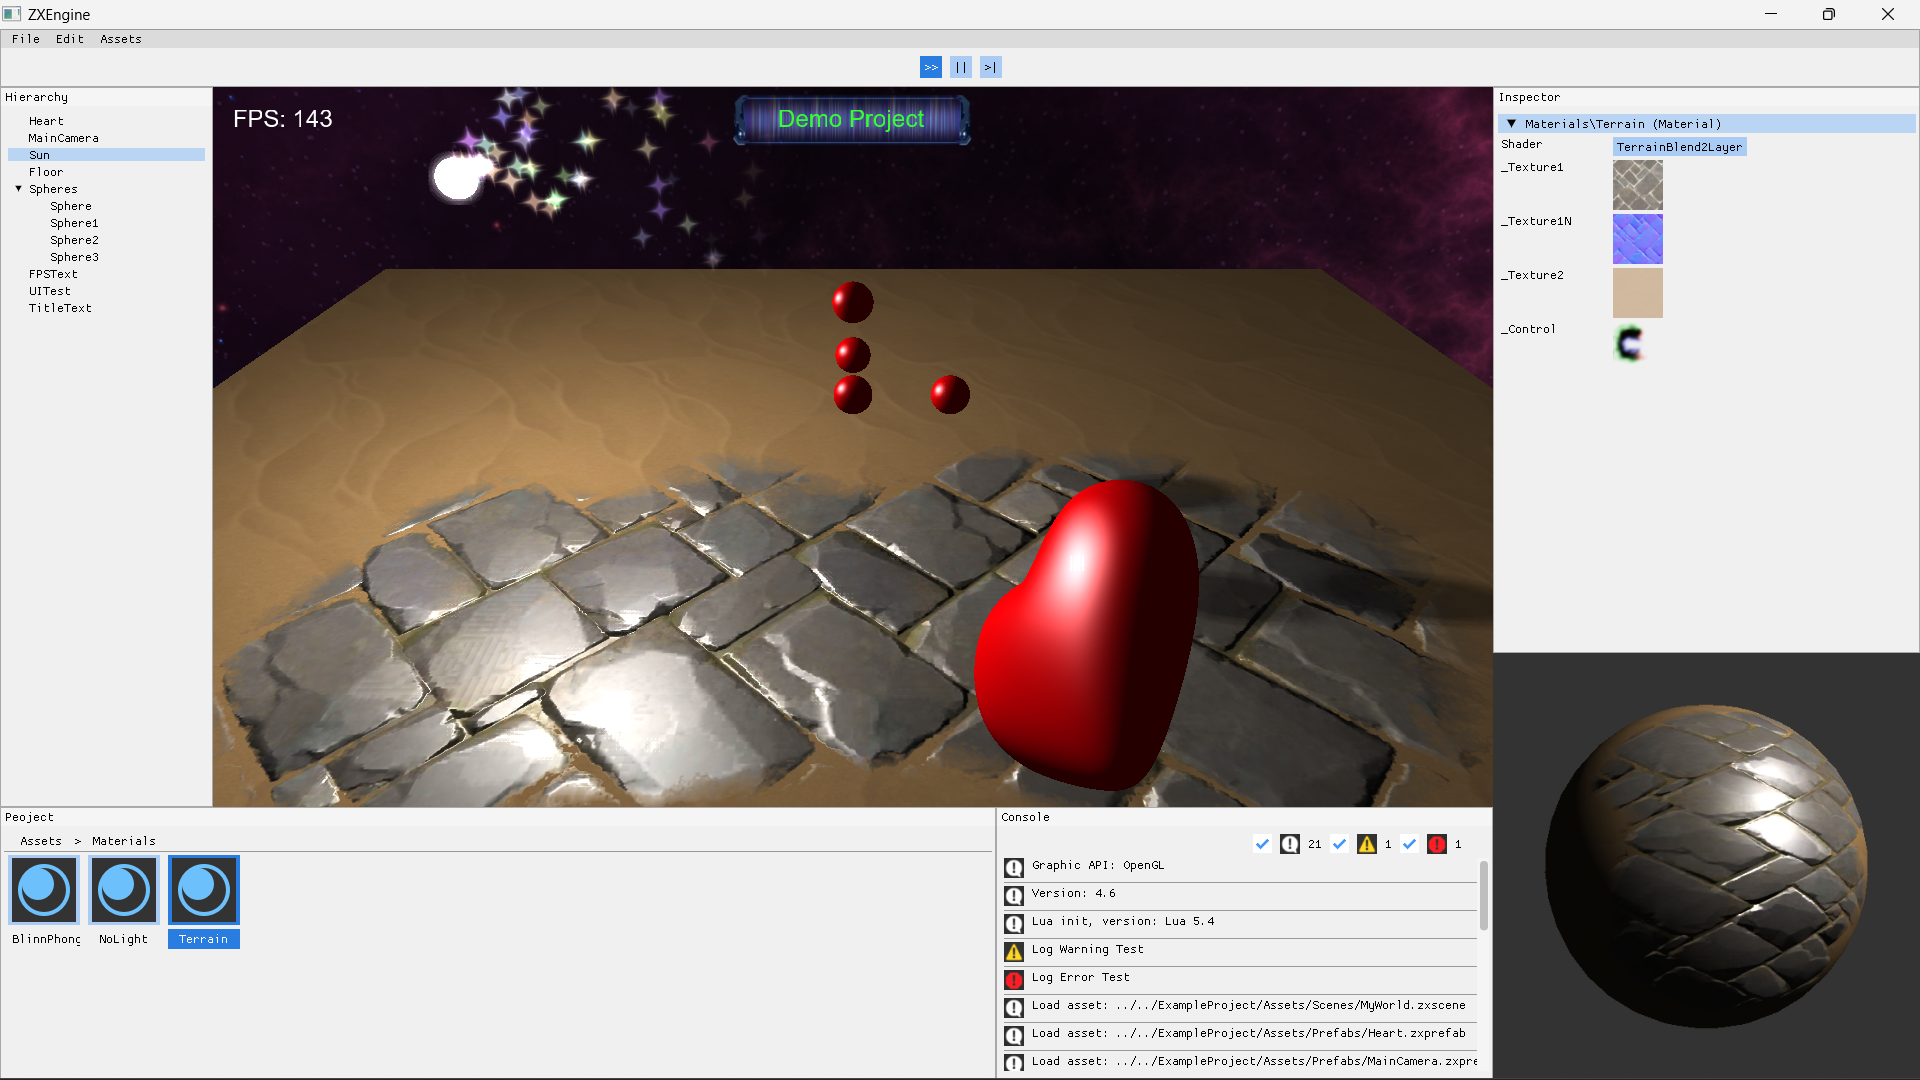 ZXEngine
File Edit Assets
>> || >|
Hierarchy
Heart
MainCamera
Sun
Floor
Spheres
Sphere
Sphere1
Sphere2
Sphere3
FPSText
UITest
TitleText
FPS: 143
Demo Project
Inspector
Materials\Terrain (Material)
Shader TerrainBlend2Layer
_Texture1
_Texture1N
_Texture2
_Control
Peoject
Assets > Materials
BlinnPhong NoLight Terrain
Console
21 1 1
Graphic API: OpenGL
Version: 4.6
Lua init, version: Lua 5.4
Log Warning Test
Log Error Test
Load asset: ../../ExampleProject/Assets/Scenes/MyWorld.zxscene
Load asset: ../../ExampleProject/Assets/Prefabs/Heart.zxprefab
Load asset: ../../ExampleProject/Assets/Prefabs/MainCamera.zxpre